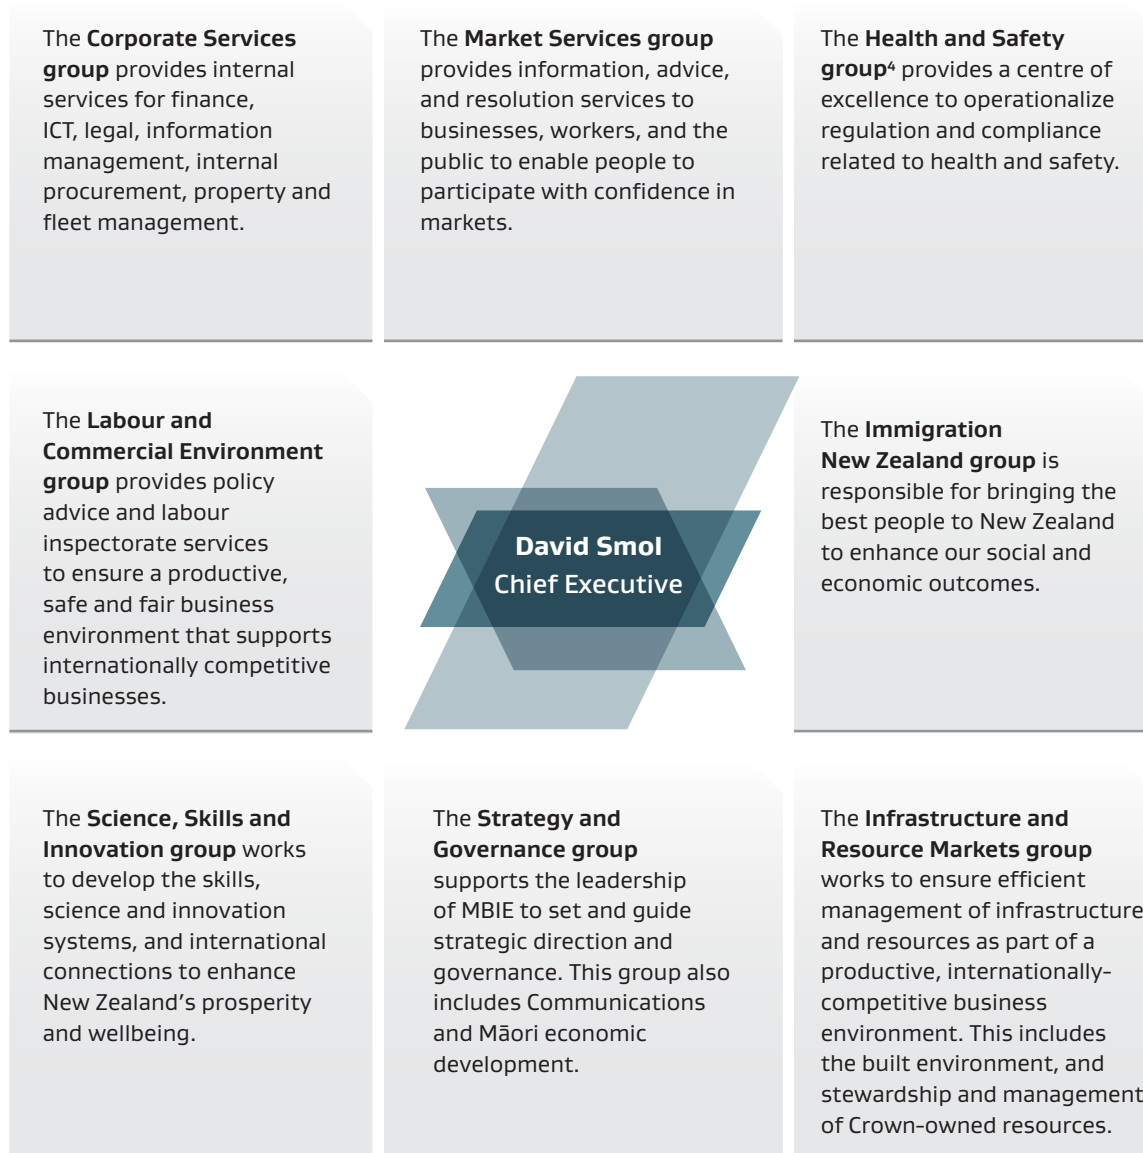 The Corporate Services
group provides internal
services for finance,
ICT, legal, information
management, internal
procurement, property and
fleet management.
The Market Services group
provides information, advice,
and resolution services to
businesses, workers, and the
public to enable people to
participate with confidence in
markets.
The Health and Safety
group⁴ provides a centre of
excellence to operationalize
regulation and compliance
related to health and safety.
The Labour and
Commercial Environment
group provides policy
advice and labour
inspectorate services
to ensure a productive,
safe and fair business
environment that supports
internationally competitive
businesses.
David Smol
Chief Executive
The Immigration
New Zealand group is
responsible for bringing the
best people to New Zealand
to enhance our social and
economic outcomes.
The Science, Skills and
Innovation group works
to develop the skills,
science and innovation
systems, and international
connections to enhance
New Zealand’s prosperity
and wellbeing.
The Strategy and
Governance group
supports the leadership
of MBIE to set and guide
strategic direction and
governance. This group also
includes Communications
and Māori economic
development.
The Infrastructure and
Resource Markets group
works to ensure efficient
management of infrastructure
and resources as part of a
productive, internationally-
competitive business
environment. This includes
the built environment, and
stewardship and management
of Crown-owned resources.